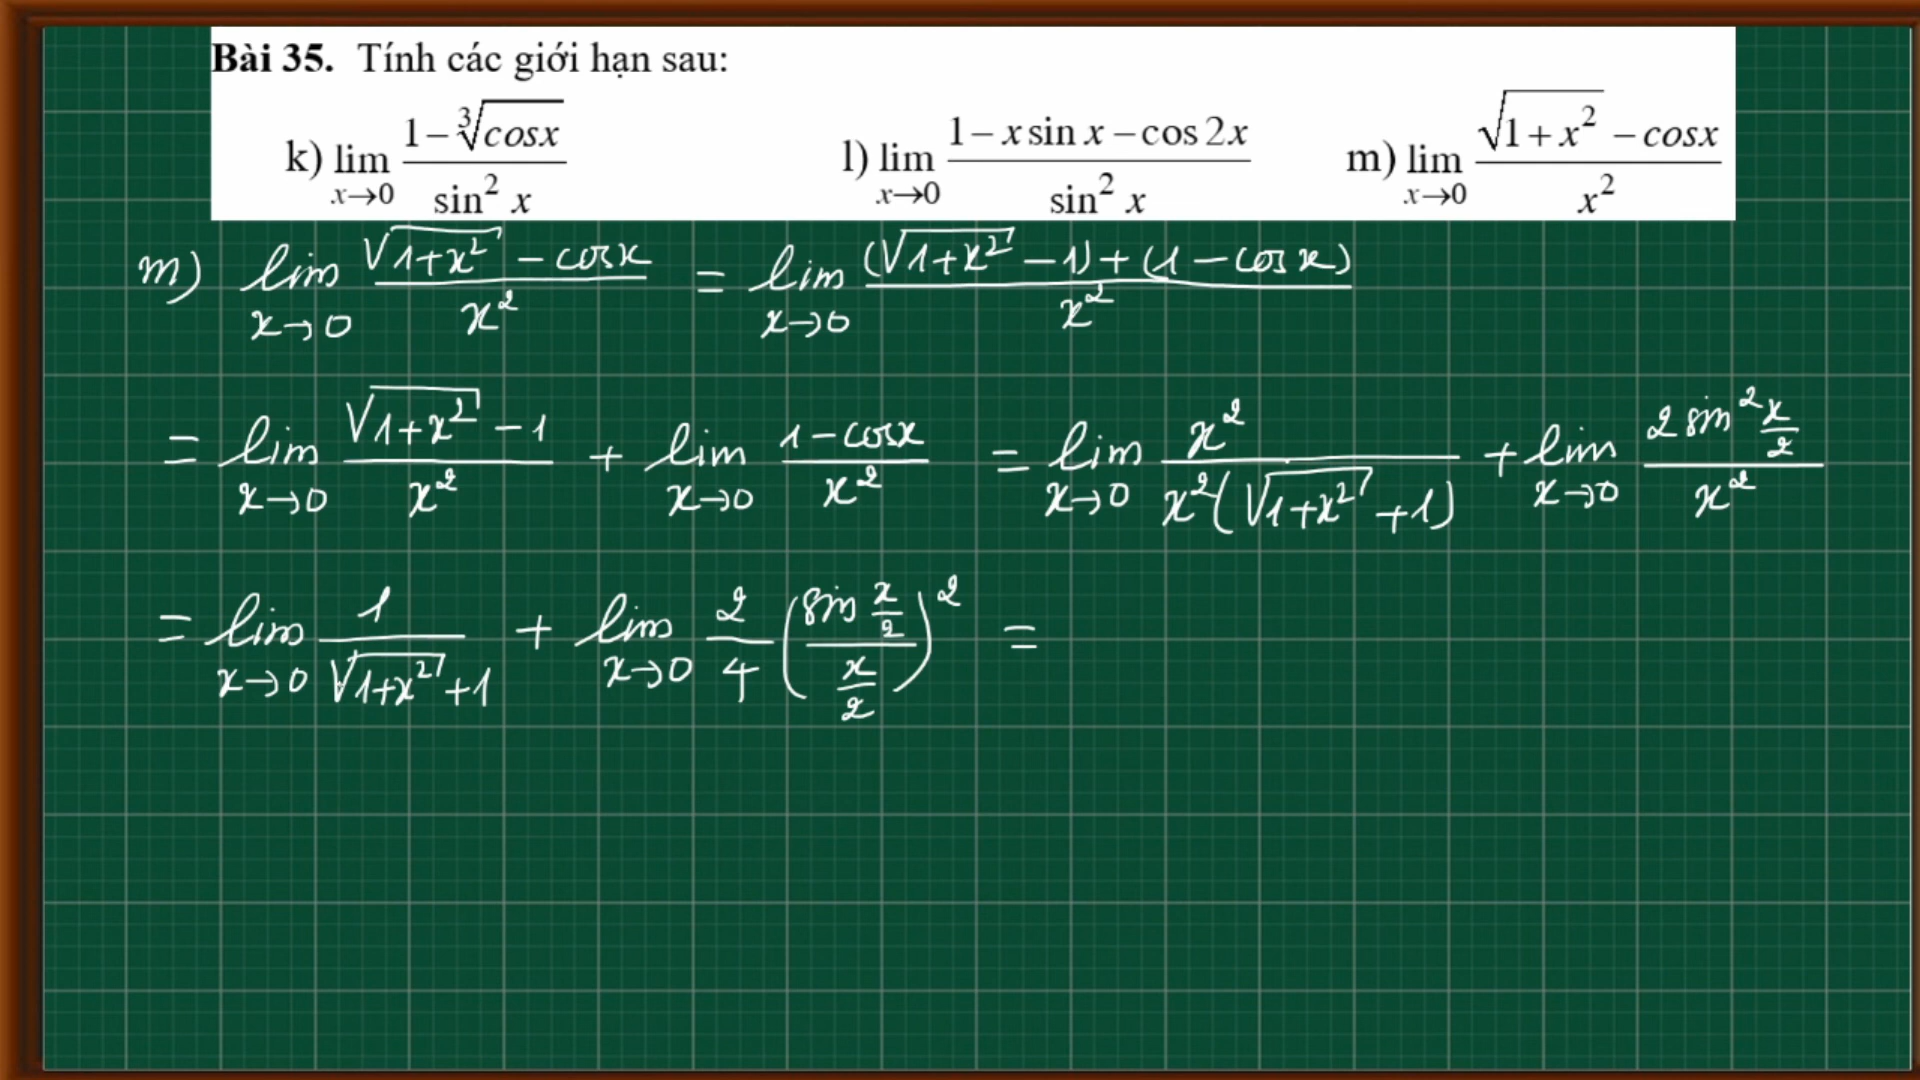 Bài 35. Tính các giới hạn sau:
k) lim_{x→0} (1 − ∛(cosx)) / (sin² x)   l) lim_{x→0} (1 − x sin x − cos 2x) / (sin² x)   m) lim_{x→0} (√(1 + x²) − cosx) / x²
m) lim_{x→0} (√(1+x²) − cosx) / x² = lim_{x→0} ((√(1+x²) − 1) + (1 − cos x)) / x²
= lim_{x→0} (√(1+x²) − 1) / x² + lim_{x→0} (1 − cosx) / x² = lim_{x→0} x² / (x²(√(1+x²) + 1)) + lim_{x→0} (2 sin² (x/2)) / x²
= lim_{x→0} 1 / (√(1+x²) + 1) + lim_{x→0} 2/4 ((sin (x/2)) / (x/2))² =